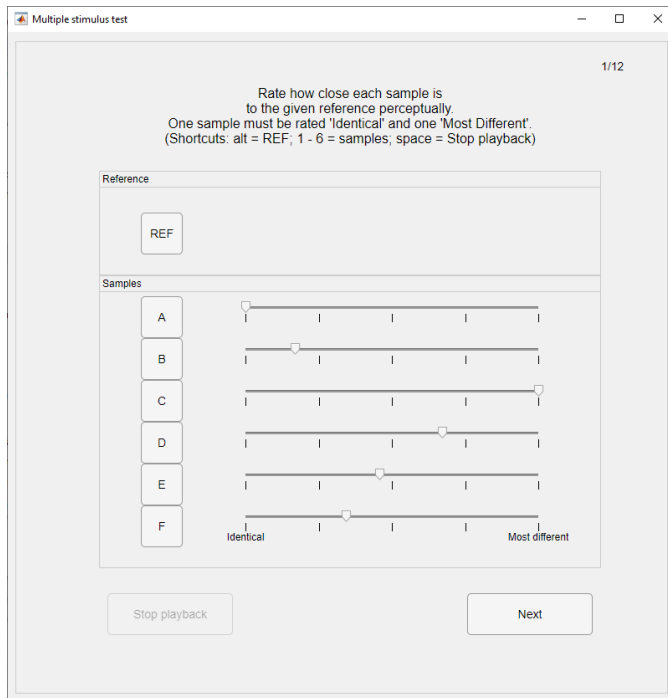 Multiple stimulus test
1/12
Rate how close each sample is
to the given reference perceptually.
One sample must be rated 'Identical' and one 'Most Different'.
(Shortcuts: alt = REF; 1 - 6 = samples; space = Stop playback)
Reference
REF
Samples
A
B
C
D
E
F
Identical
Most different
Stop playback
Next